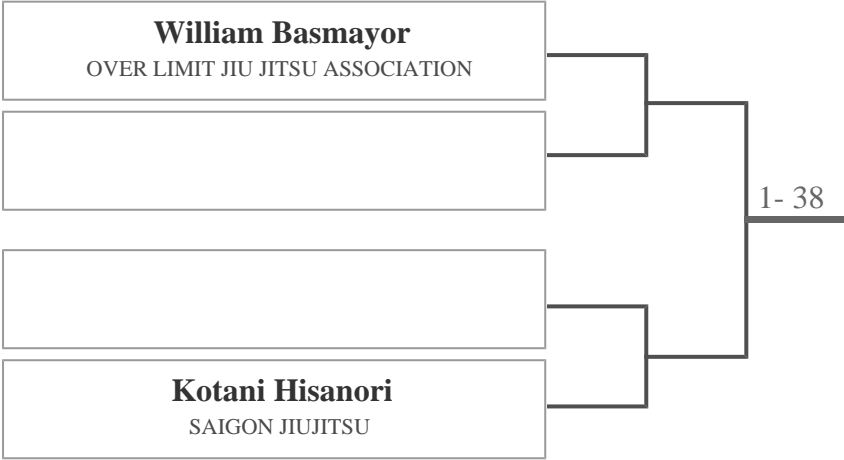 William Basmayor
OVER LIMIT JIU JITSU ASSOCIATION
1- 38
Kotani Hisanori
SAIGON JIUJITSU